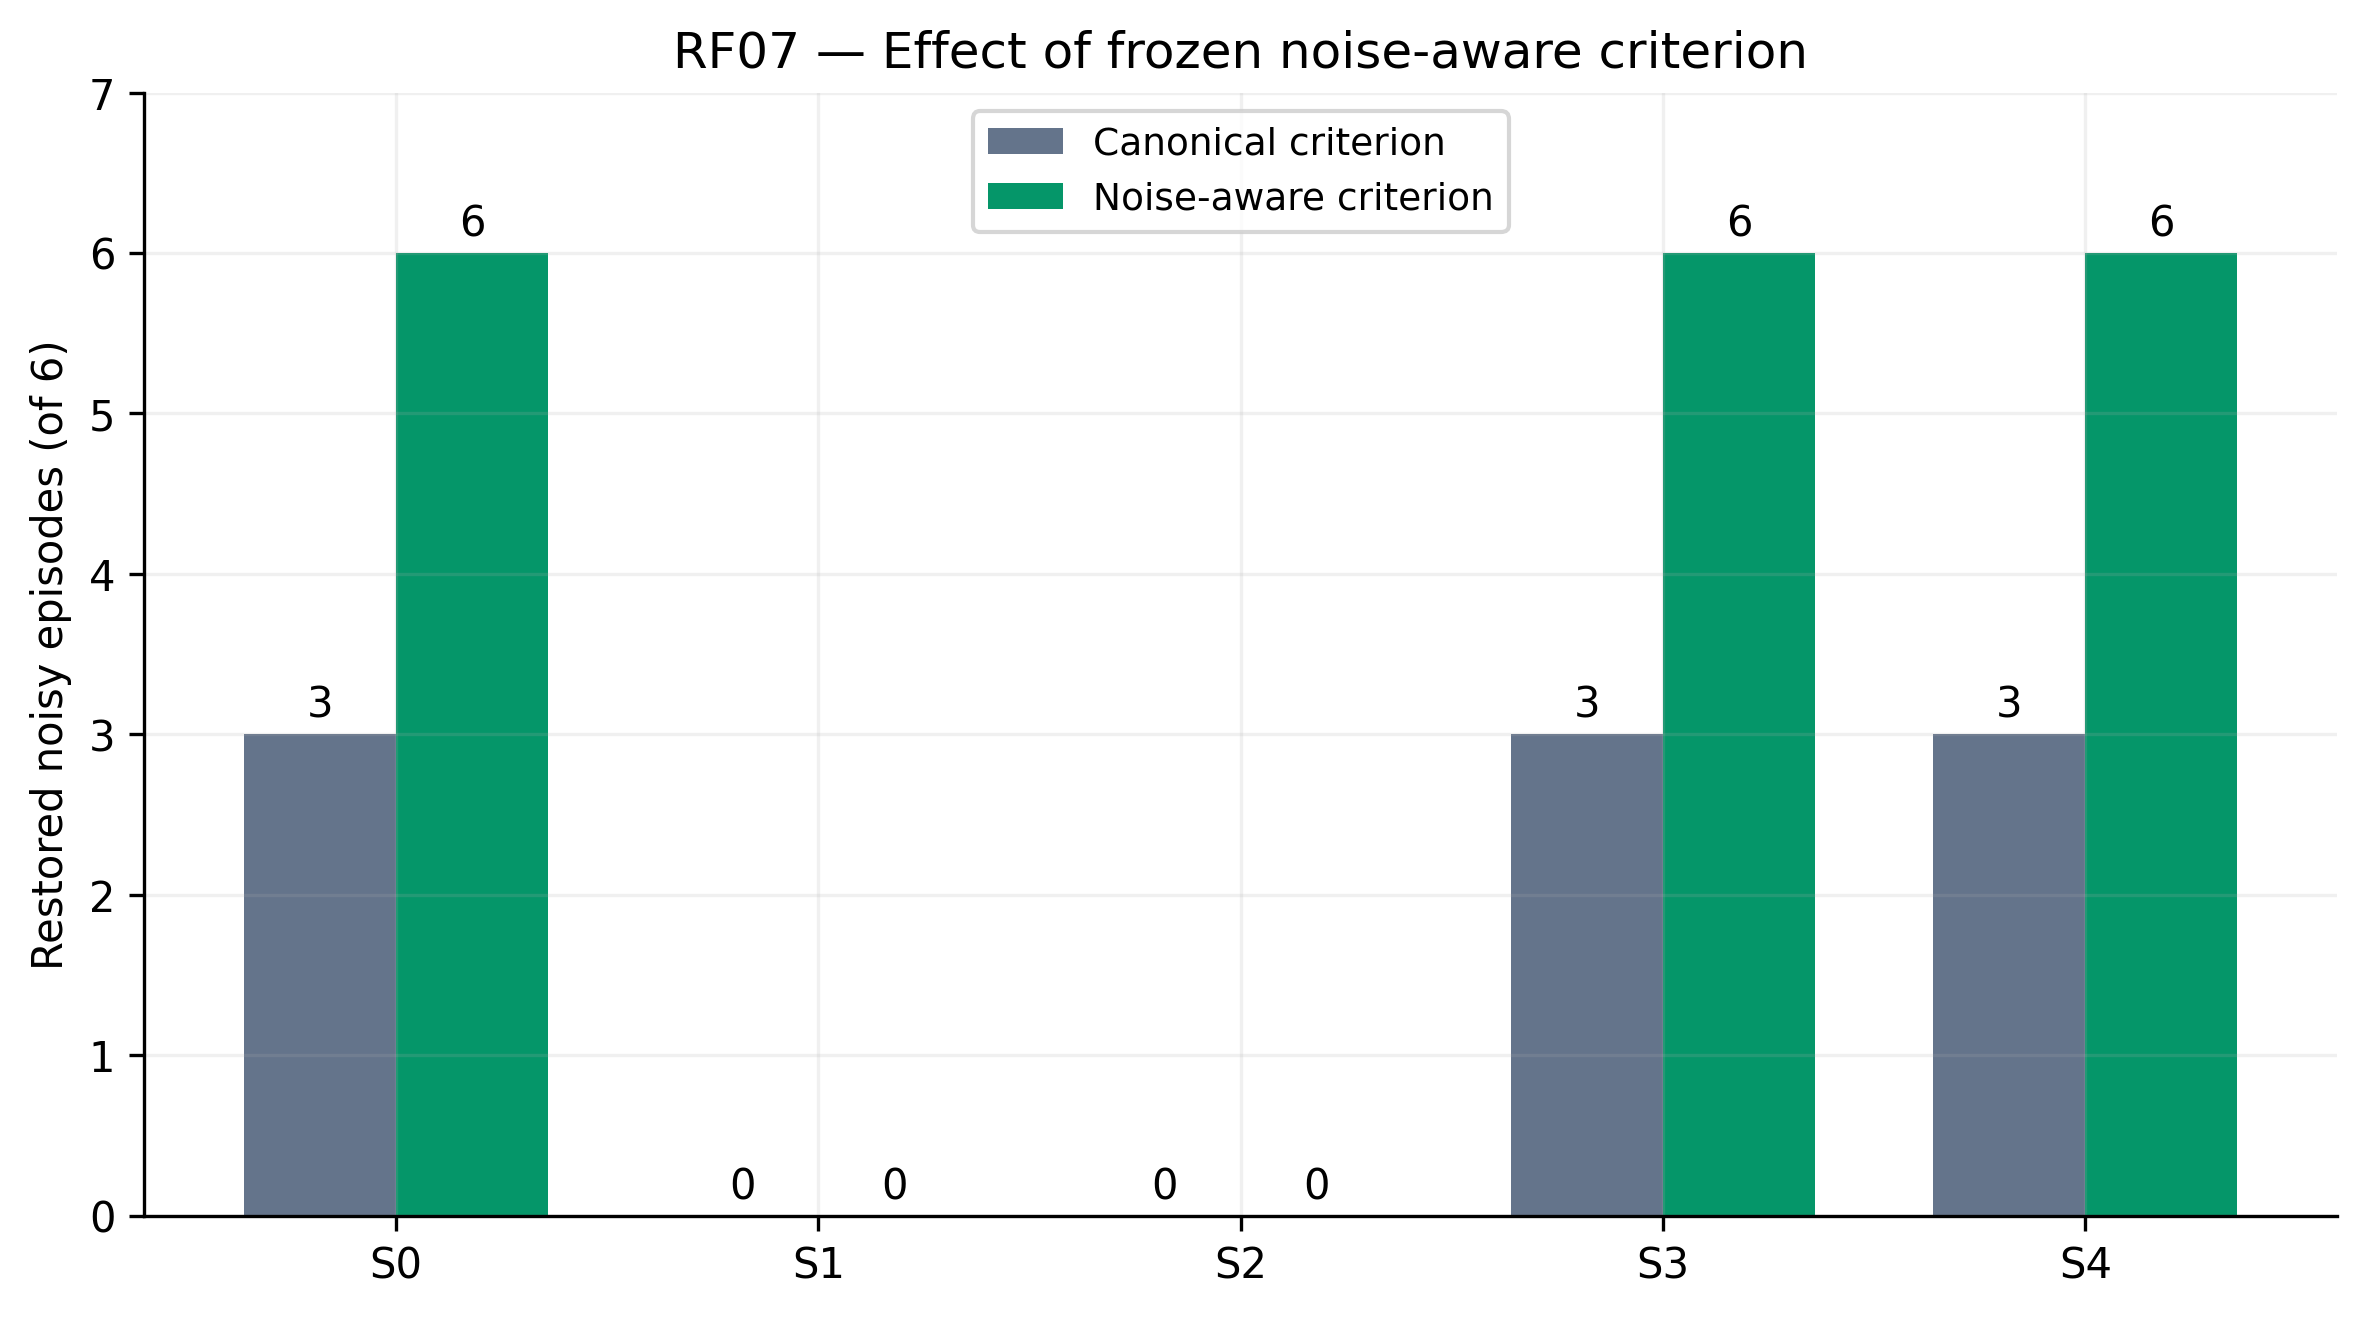 RF07 — Effect of frozen noise-aware criterion
Canonical criterion
Noise-aware criterion
Restored noisy episodes (of 6)
7
6
5
4
3
2
1
0
3
6
0
0
0
0
3
6
3
6
S0
S1
S2
S3
S4